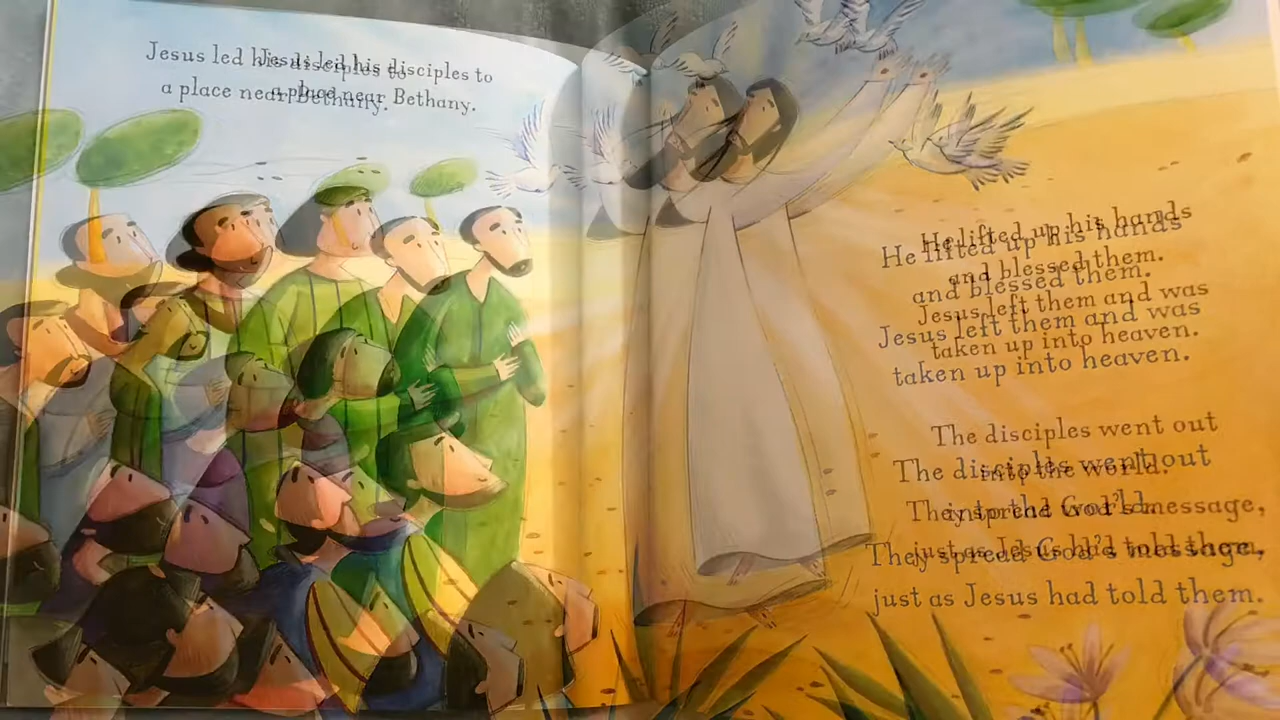 Jesus led his disciples to
a place near Bethany.
He lifted up his hands
and blessed them.
Jesus left them and was
taken up into heaven.
The disciples went out
into the world.
They spread God's message,
just as Jesus had told them.